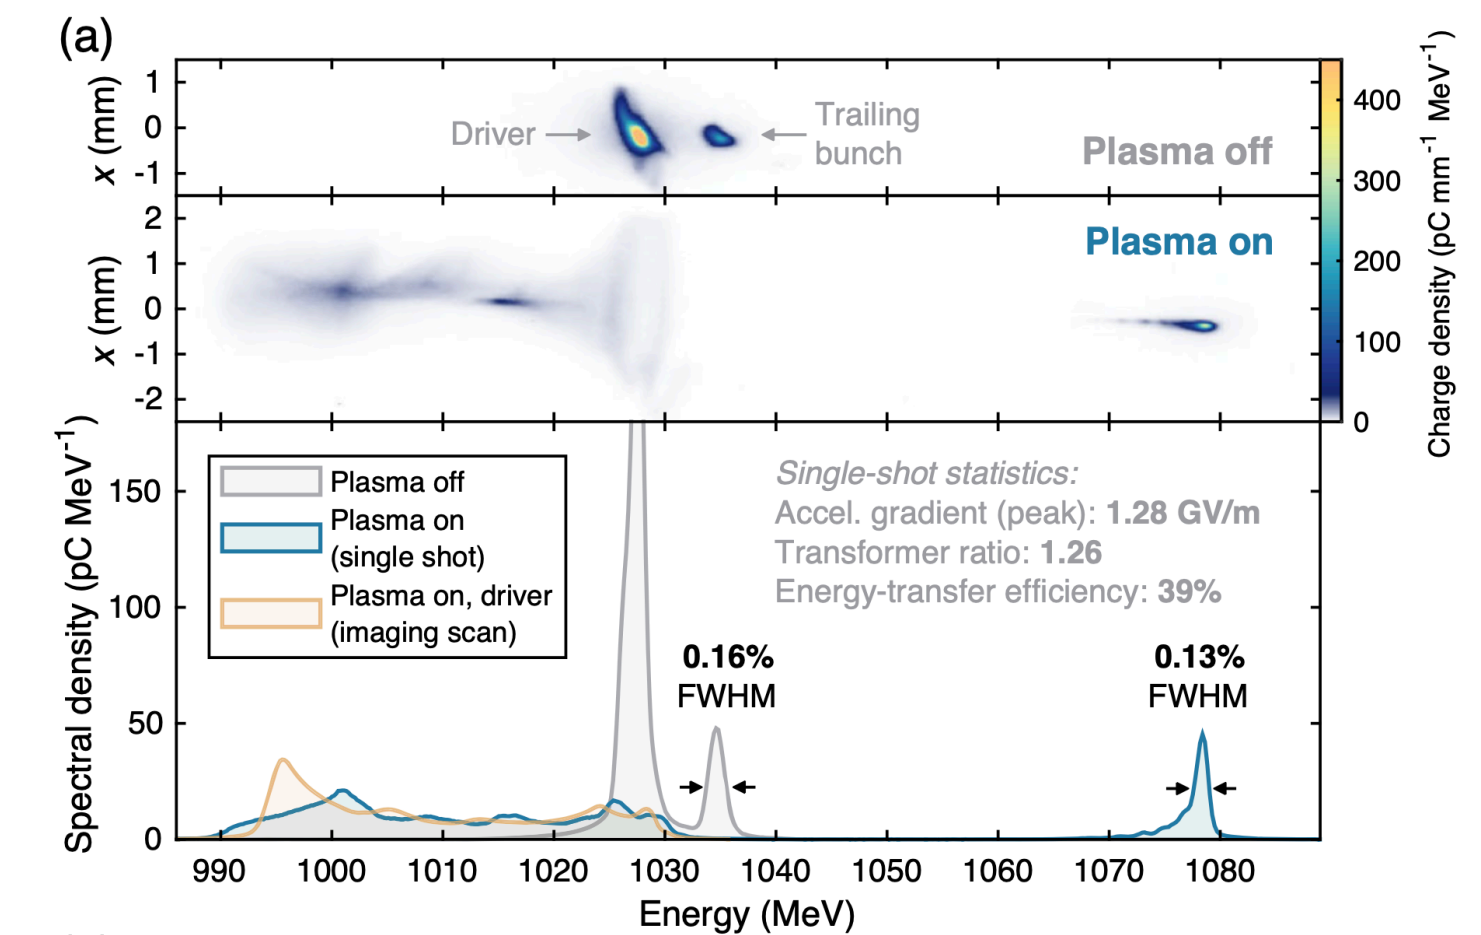 (a)
x (mm)
1
0
-1
Driver
Trailing
bunch
Plasma off
x (mm)
2
1
0
-1
-2
Plasma on
400
300
200
100
0
Charge density (pC mm⁻¹ MeV⁻¹)
Spectral density (pC MeV⁻¹)
150
100
50
0
Plasma off
Plasma on
(single shot)
Plasma on, driver
(imaging scan)
Single-shot statistics:
Accel. gradient (peak): 1.28 GV/m
Transformer ratio: 1.26
Energy-transfer efficiency: 39%
0.16%
FWHM
0.13%
FWHM
990 1000 1010 1020 1030 1040 1050 1060 1070 1080
Energy (MeV)